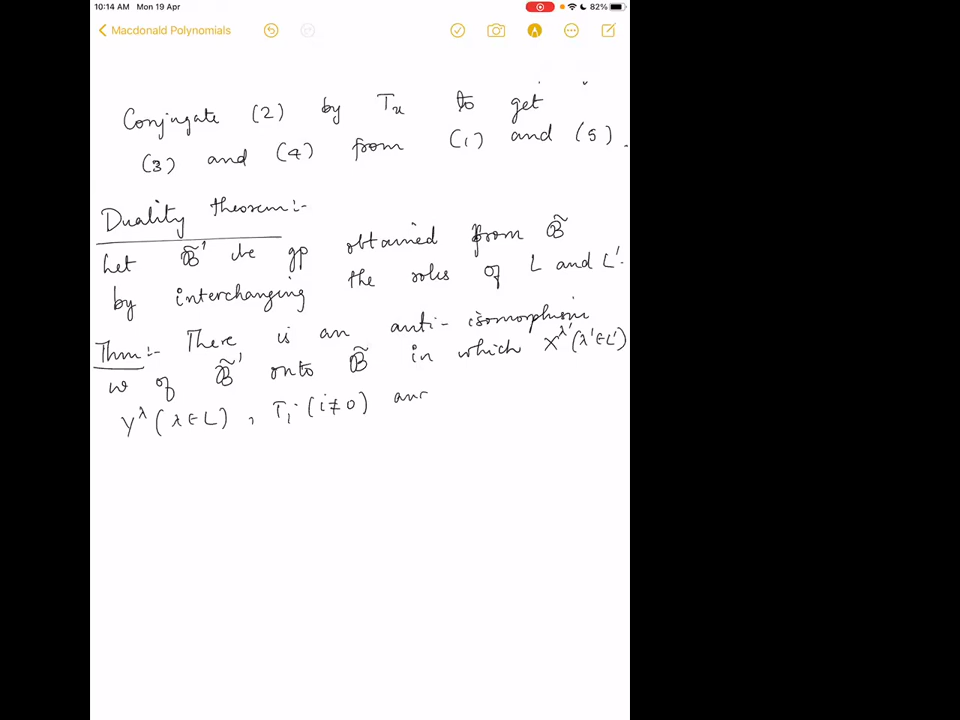 10:14 AM Mon 19 Apr
82%
Macdonald Polynomials
Conjugate (2) by T_u to get
(3) and (4) from (1) and (5).
Duality theorem:-
Let 𝔅̃' be gp obtained from 𝔅̃
by interchanging the roles of L and L'.
Thm:- There is an anti-isomorphism
w of 𝔅̃' onto 𝔅̃ in which X^λ' (λ'∈L')
Y^λ (λ∈L), T_i (i≠0) and